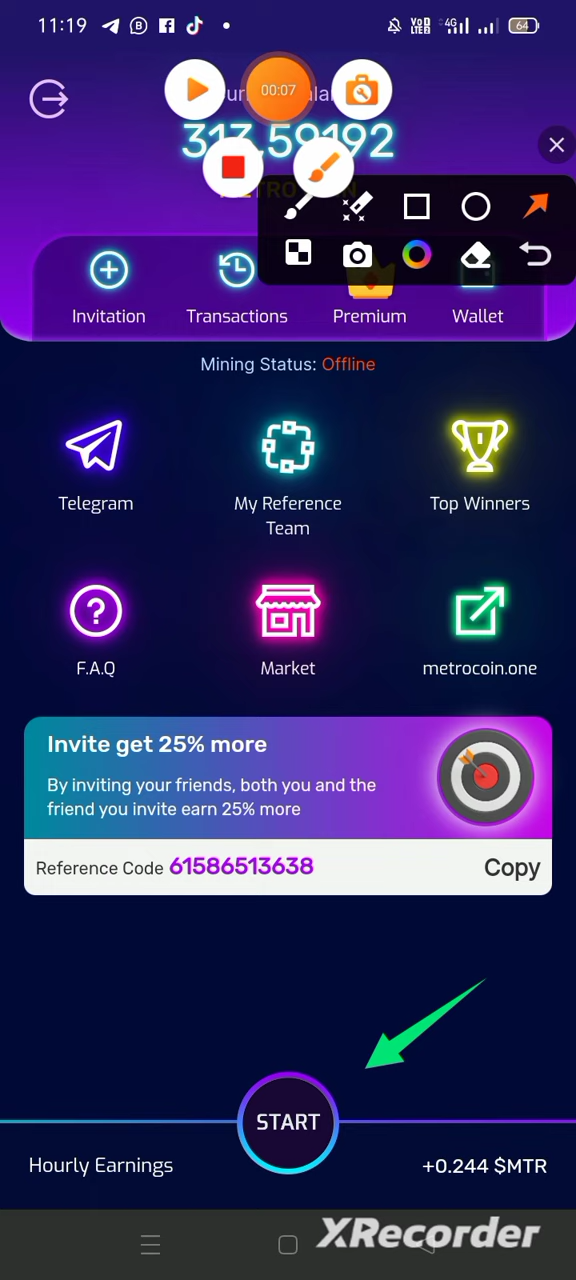 11:19
4G
64
00:07
313.59192
Invitation
Transactions
Premium
Wallet
Mining Status: Offline
Telegram
My Reference
Team
Top Winners
F.A.Q
Market
metrocoin.one
Invite get 25% more
By inviting your friends, both you and the
friend you invite earn 25% more
Reference Code 61586513638
Copy
START
Hourly Earnings
+0.244 $MTR
XRecorder